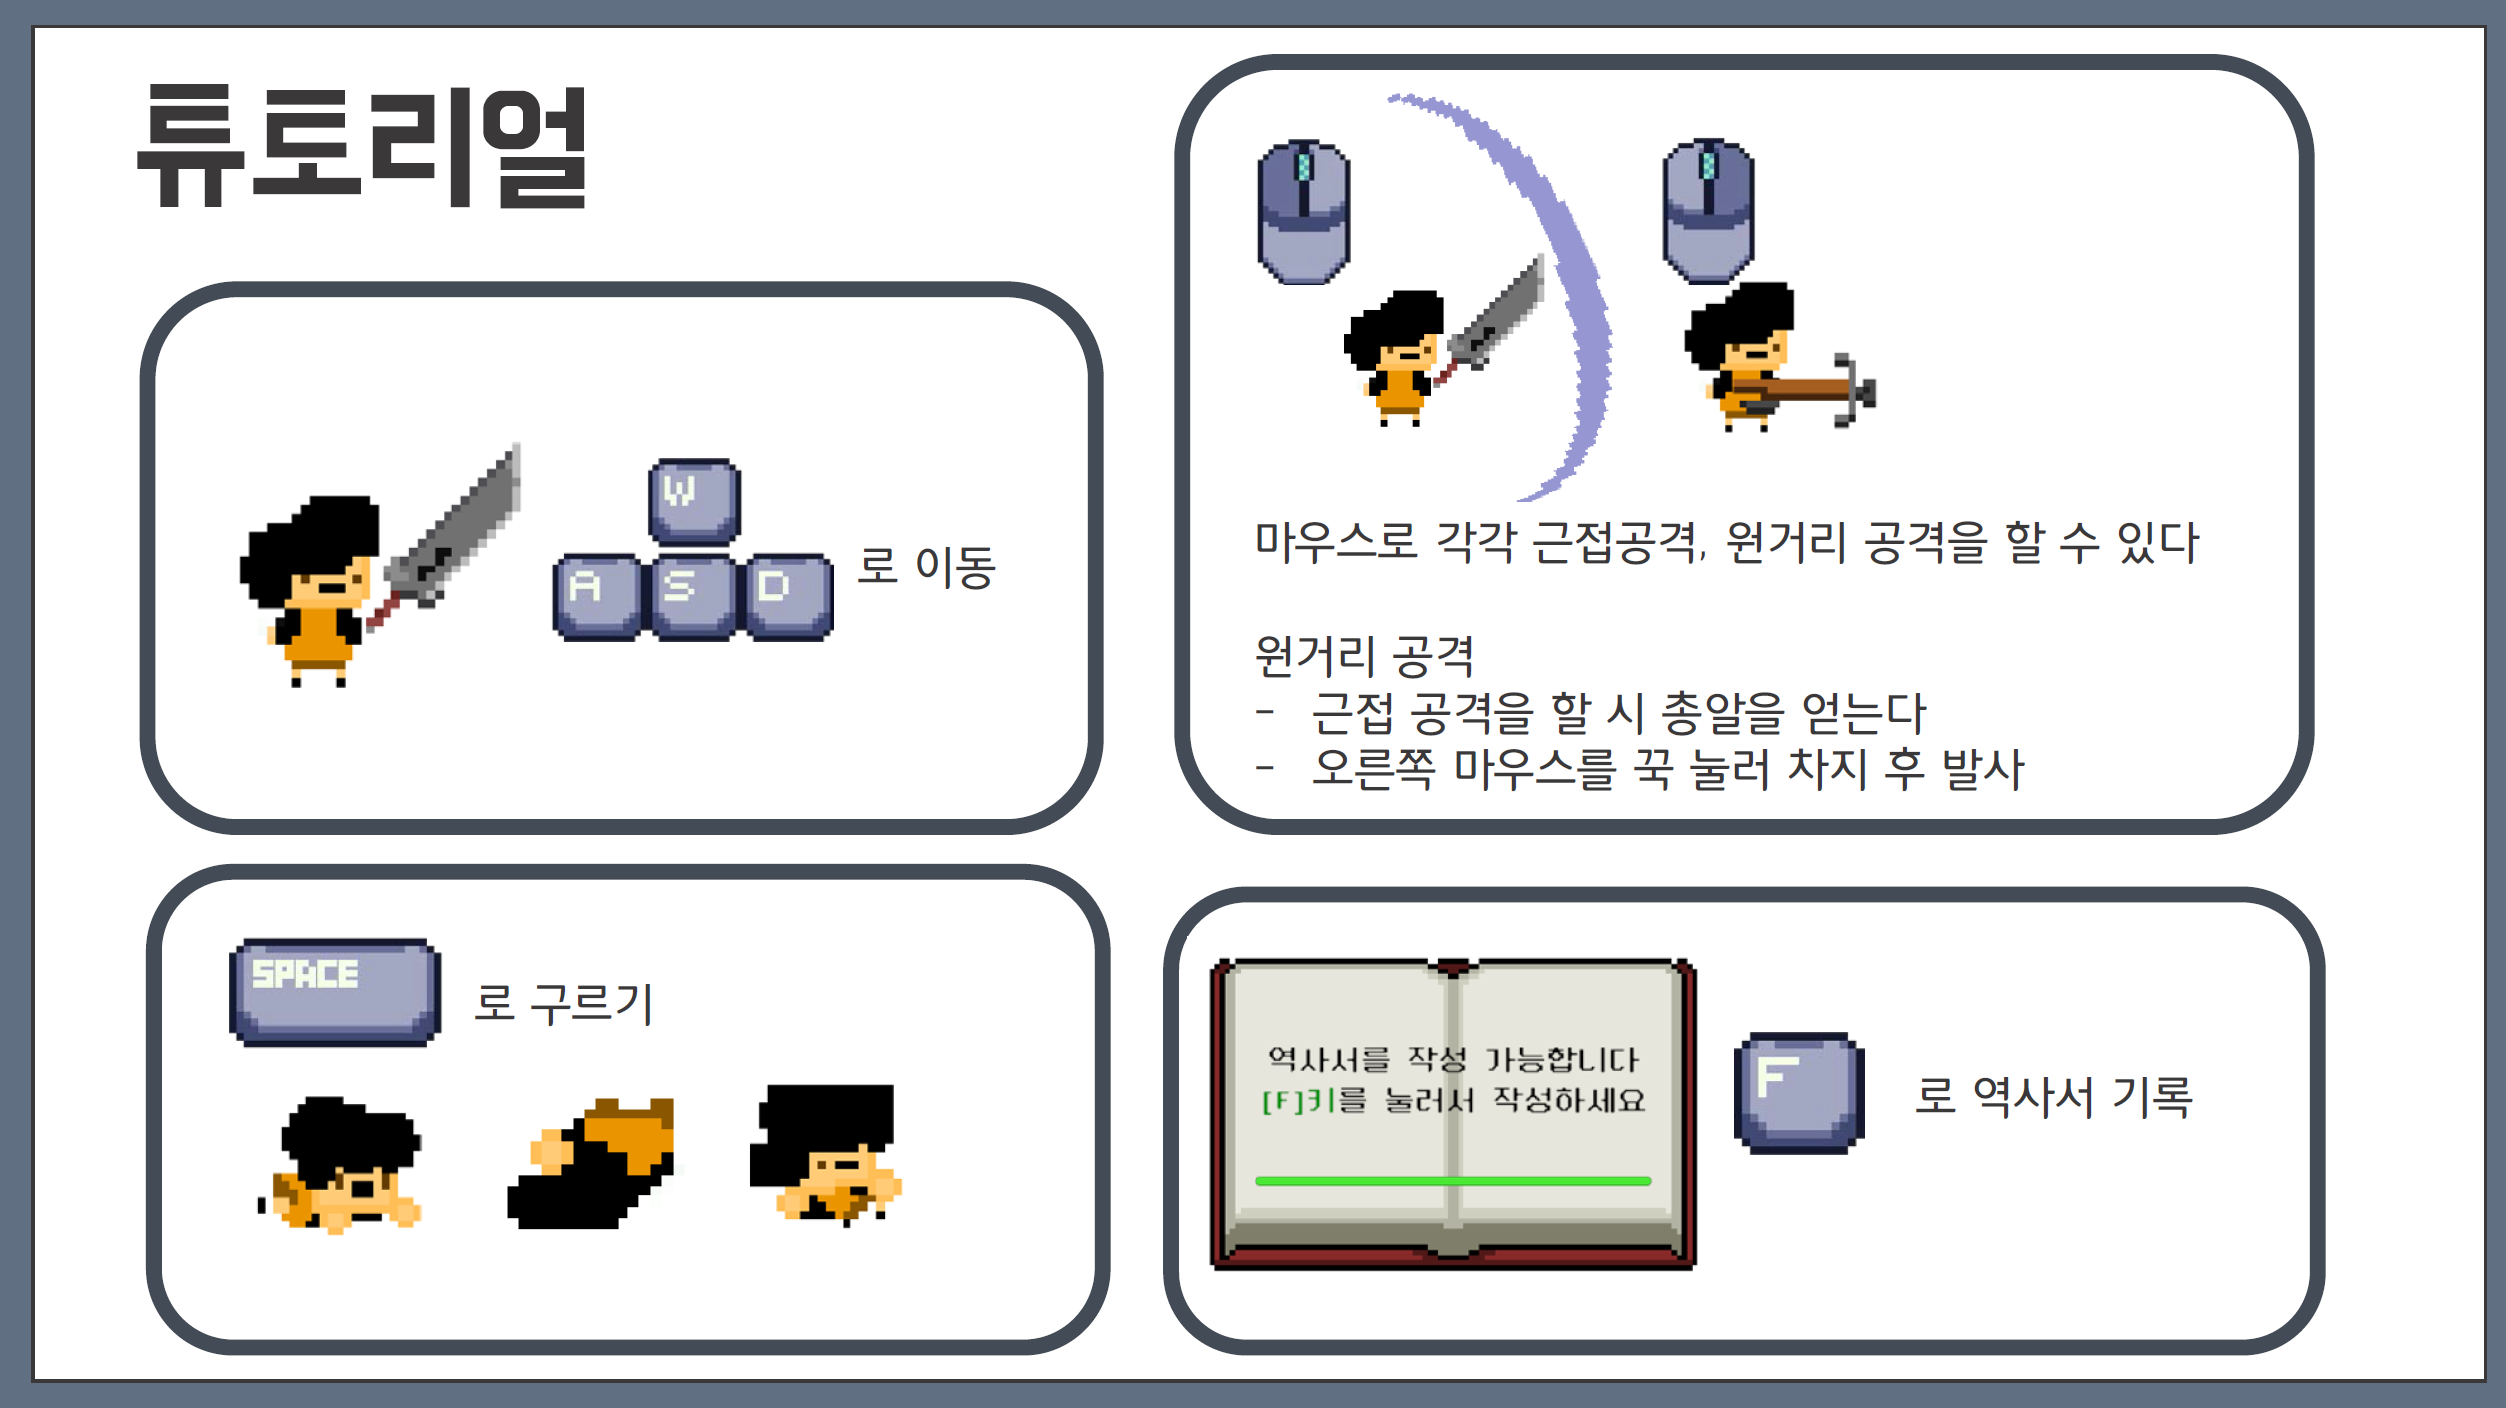 튜토리얼
W
A S D
로 이동
마우스로 각각 근접공격, 원거리 공격을 할 수 있다
원거리 공격
- 근접 공격을 할 시 총알을 얻는다
- 오른쪽 마우스를 꾹 눌러 차지 후 발사
SPACE
로 구르기
역사서를 작성 가능합니다
[F]키를 눌러서 작성하세요
F
로 역사서 기록